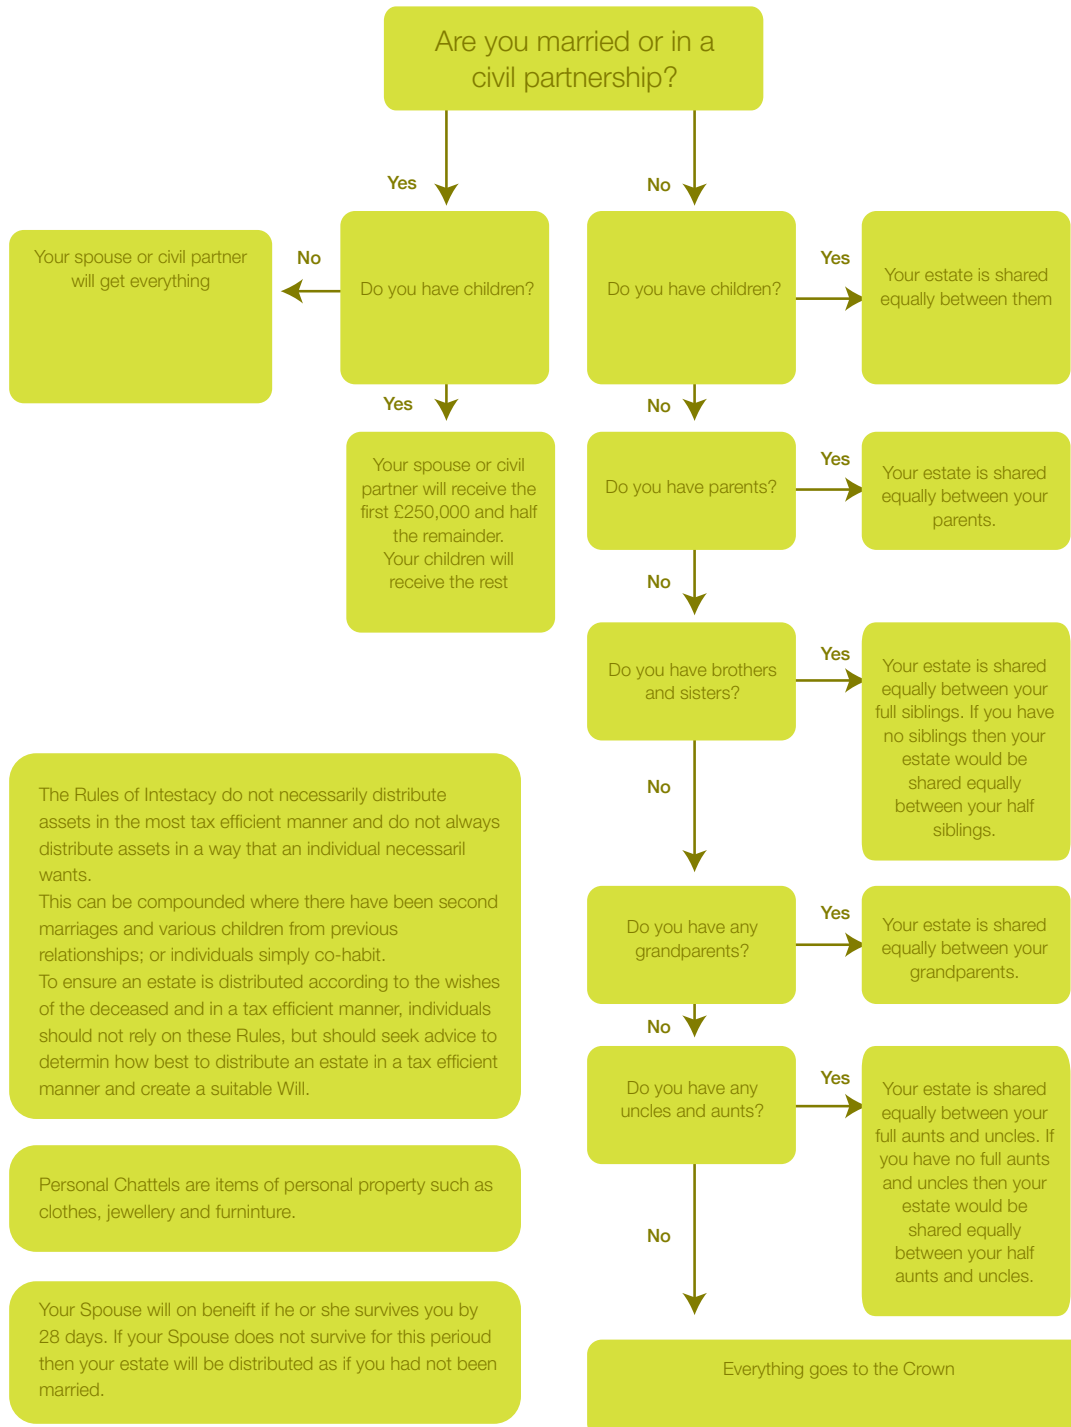 Are you married or in a
civil partnership?
Yes
No
Your spouse or civil partner
will get everything
No
Do you have children?
Do you have children?
Yes
Your estate is shared
equally between them
Yes
No
Your spouse or civil
partner will receive the
first £250,000 and half
the remainder.
Your children will
receive the rest
Do you have parents?
Yes
Your estate is shared
equally between your
parents.
No
Do you have brothers
and sisters?
Yes
Your estate is shared
equally between your
full siblings. If you have
no siblings then your
estate would be
shared equally
between your half
siblings.
No
The Rules of Intestacy do not necessarily distribute
assets in the most tax efficient manner and do not always
distribute assets in a way that an individual necessaril
wants.
This can be compounded where there have been second
marriages and various children from previous
relationships; or individuals simply co-habit.
To ensure an estate is distributed according to the wishes
of the deceased and in a tax efficient manner, individuals
should not rely on these Rules, but should seek advice to
determin how best to distribute an estate in a tax efficient
manner and create a suitable Will.
Do you have any
grandparents?
Yes
Your estate is shared
equally between your
grandparents.
No
Do you have any
uncles and aunts?
Yes
Your estate is shared
equally between your
full aunts and uncles. If
you have no full aunts
and uncles then your
estate would be
shared equally
between your half
aunts and uncles.
No
Personal Chattels are items of personal property such as
clothes, jewellery and furninture.
Your Spouse will on beneift if he or she survives you by
28 days. If your Spouse does not survive for this perioud
then your estate will be distributed as if you had not been
married.
Everything goes to the Crown